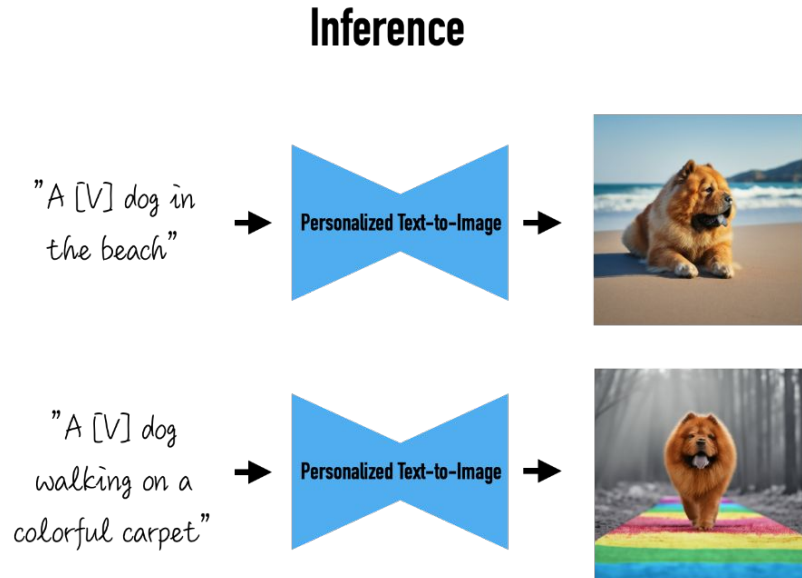 Inference
"A [V] dog in
the beach"
Personalized Text-to-Image
"A [V] dog
walking on a
colorful carpet"
Personalized Text-to-Image